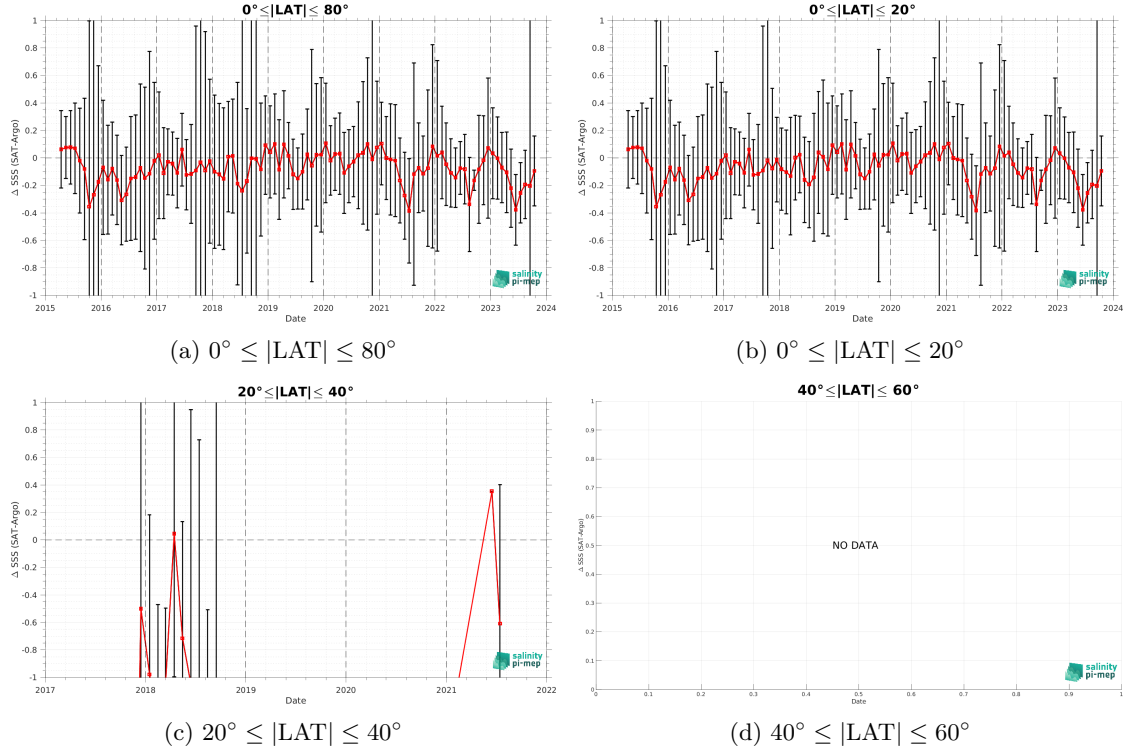 0°≤|LAT|≤ 80°
1
0.8
0.6
0.4
0.2
0
-0.2
-0.4
-0.6
-0.8
-1
Δ SSS (SAT-Argo)
2015 2016 2017 2018 2019 2020 2021 2022 2023 2024
Date
salinity
pi-mep
(a) 0° ≤ |LAT| ≤ 80°
0°≤|LAT|≤ 20°
1
0.8
0.6
0.4
0.2
0
-0.2
-0.4
-0.6
-0.8
-1
Δ SSS (SAT-Argo)
2015 2016 2017 2018 2019 2020 2021 2022 2023 2024
Date
salinity
pi-mep
(b) 0° ≤ |LAT| ≤ 20°
20°≤|LAT|≤ 40°
1
0.8
0.6
0.4
0.2
0
-0.2
-0.4
-0.6
-0.8
-1
Δ SSS (SAT-Argo)
2017 2018 2019 2020 2021 2022
Date
salinity
pi-mep
(c) 20° ≤ |LAT| ≤ 40°
40°≤|LAT|≤ 60°
1
0.9
0.8
0.7
0.6
0.5
0.4
0.3
0.2
0.1
0
Δ SSS (SAT-Argo)
NO DATA
0 0.1 0.2 0.3 0.4 0.5 0.6 0.7 0.8 0.9 1
Date
salinity
pi-mep
(d) 40° ≤ |LAT| ≤ 60°